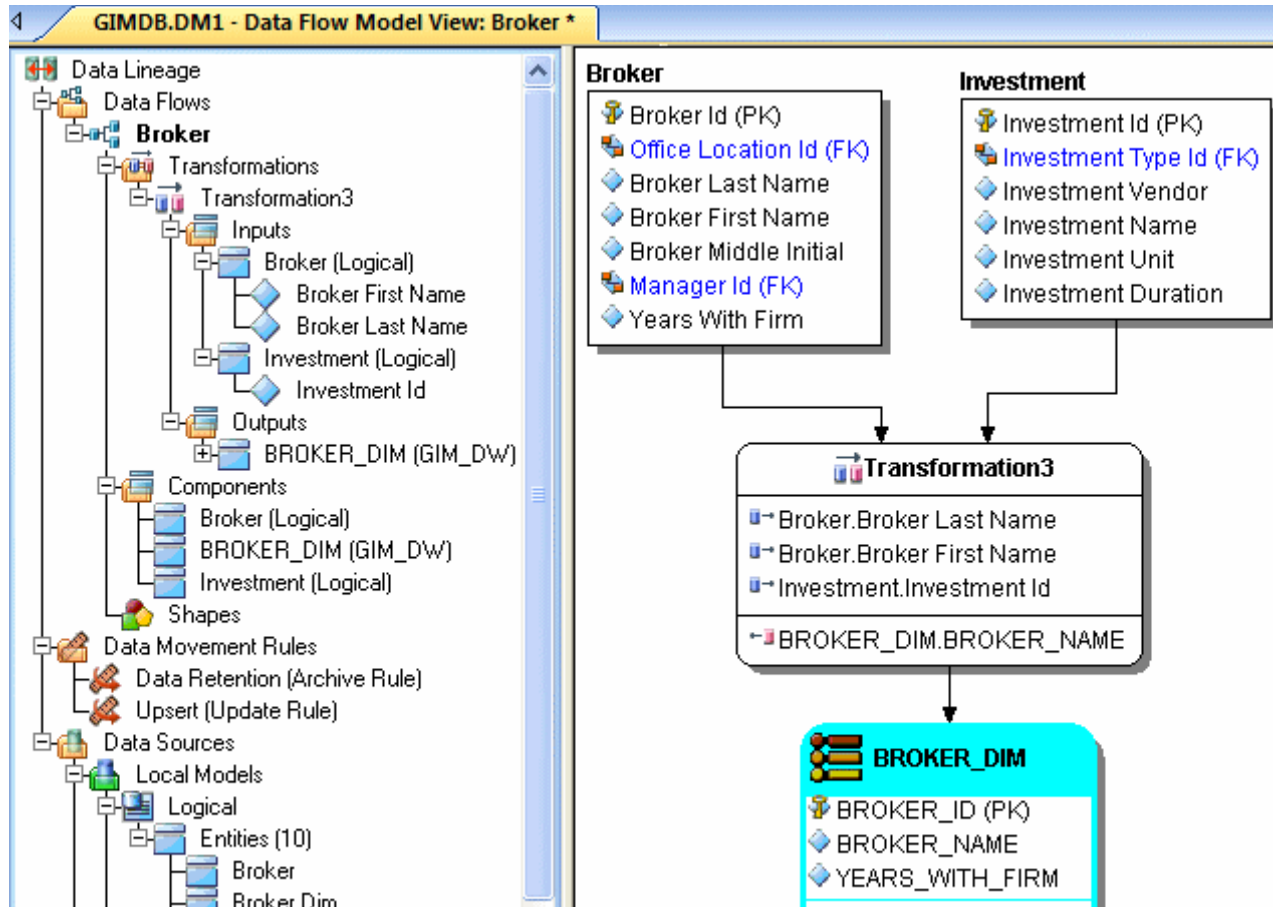 GIMDB.DM1 - Data Flow Model View: Broker *
Data Lineage
Data Flows
Broker
Transformations
Transformation3
Inputs
Broker (Logical)
Broker First Name
Broker Last Name
Investment (Logical)
Investment Id
Outputs
BROKER_DIM (GIM_DW)
Components
Broker (Logical)
BROKER_DIM (GIM_DW)
Investment (Logical)
Shapes
Data Movement Rules
Data Retention (Archive Rule)
Upsert (Update Rule)
Data Sources
Local Models
Logical
Entities (10)
Broker
Broker Dim
Broker
Broker Id (PK)
Office Location Id (FK)
Broker Last Name
Broker First Name
Broker Middle Initial
Manager Id (FK)
Years With Firm
Investment
Investment Id (PK)
Investment Type Id (FK)
Investment Vendor
Investment Name
Investment Unit
Investment Duration
Transformation3
Broker.Broker Last Name
Broker.Broker First Name
Investment.Investment Id
BROKER_DIM.BROKER_NAME
BROKER_DIM
BROKER_ID (PK)
BROKER_NAME
YEARS_WITH_FIRM